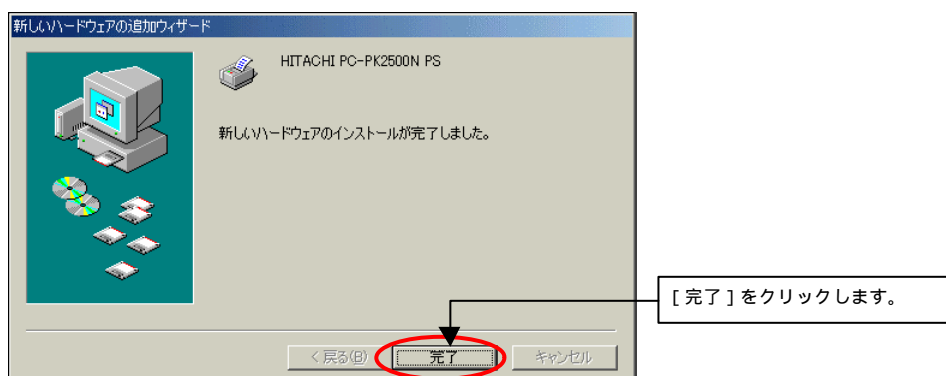 新しいハードウェアの追加ウィザード
HITACHI PC-PK2500N PS
新しいハードウェアのインストールが完了しました。
[完了]をクリックします。
< 戻る(B)
完了
キャンセル